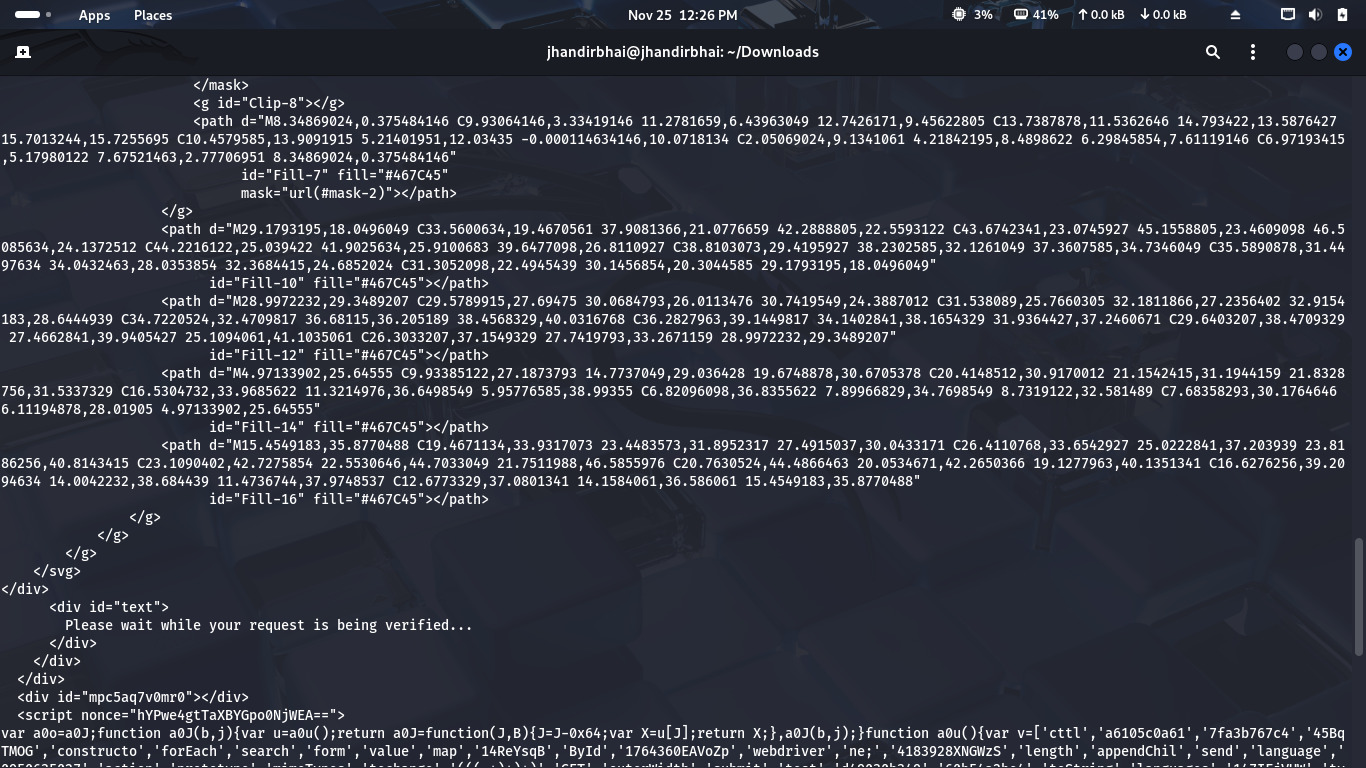 Apps Places Nov 25 12:26 PM 3% 41% 0.0 kB 0.0 kB
jhandirbhai@jhandirbhai: ~/Downloads
</mask>
<g id="Clip-8"></g>
<path d="M8.34869024,0.375484146 C9.93064146,3.33419146 11.2781659,6.43963049 12.7426171,9.45622805 C13.7387878,11.5362646 14.793422,13.5876427
15.7013244,15.7255695 C10.4579585,13.9091915 5.21401951,12.03435 -0.000114634146,10.0718134 C2.05069024,9.1341061 4.21842195,8.4898622 6.29845854,7.61119146 C6.97193415
,5.17980122 7.67521463,2.77706951 8.34869024,0.375484146"
id="Fill-7" fill="#467C45"
mask="url(#mask-2)"></path>
</g>
<path d="M29.1793195,18.0496049 C33.5600634,19.4670561 37.9081366,21.0776659 42.2888805,22.5593122 C43.6742341,23.0745927 45.1558805,23.4609098 46.5
085634,24.1372512 C44.2216122,25.039422 41.9025634,25.9100683 39.6477098,26.8110927 C38.8103073,29.4195927 38.2302585,32.1261049 37.3607585,34.7346049 C35.5890878,31.44
97634 34.0432463,28.0353854 32.3684415,24.6852024 C31.3052098,22.4945439 30.1456854,20.3044585 29.1793195,18.0496049"
id="Fill-10" fill="#467C45"></path>
<path d="M28.9972232,29.3489207 C29.5789915,27.69475 30.0684793,26.0113476 30.7419549,24.3887012 C31.538089,25.7660305 32.1811866,27.2356402 32.9154
183,28.6444939 C34.7220524,32.4709817 36.68115,36.205189 38.4568329,40.0316768 C36.2827963,39.1449817 34.1402841,38.1654329 31.9364427,37.2460671 C29.6403207,38.4709329
27.4662841,39.9405427 25.1094061,41.1035061 C26.3033207,37.1549329 27.7419793,33.2671159 28.9972232,29.3489207"
id="Fill-12" fill="#467C45"></path>
<path d="M4.97133902,25.64555 C9.93385122,27.1873793 14.7737049,29.036428 19.6748878,30.6705378 C20.4148512,30.9170012 21.1542415,31.1944159 21.8328
756,31.5337329 C16.5304732,33.9685622 11.3214976,36.6498549 5.95776585,38.99355 C6.82096098,36.8355622 7.89966829,34.7698549 8.7319122,32.581489 C7.68358293,30.1764646
6.11194878,28.01905 4.97133902,25.64555"
id="Fill-14" fill="#467C45"></path>
<path d="M15.4549183,35.8770488 C19.4671134,33.9317073 23.4483573,31.8952317 27.4915037,30.0433171 C26.4110768,33.6542927 25.0222841,37.203939 23.81
86256,40.8143415 C23.1090402,42.7275854 22.5530646,44.7033049 21.7511988,46.5855976 C20.7630524,44.4866463 20.0534671,42.2650366 19.1277963,40.1351341 C16.6276256,39.20
94634 14.0042232,38.684439 11.4736744,37.9748537 C12.6773329,37.0801341 14.1584061,36.586061 15.4549183,35.8770488"
id="Fill-16" fill="#467C45"></path>
</g>
</g>
</g>
</svg>
</div>
<div id="text">
Please wait while your request is being verified...
</div>
</div>
</div>
<div id="mpc5aq7v0mr0"></div>
<script nonce="hYPwe4gtTaXBYGpo0NjWEA==">
var a0o=a0J;function a0J(b,j){var u=a0u();return a0J=function(J,B){J=J-0x64;var X=u[J];return X;},a0J(b,j);}function a0u(){var v=['cttl','a6105c0a61','7fa3b767c4','45Bq
TMOG','constructo','forEach','search','form','value','map','14ReYsqB','ById','1764360EAVoZp','webdriver','ne;','4183928XNGWzS','length','appendChil','send','language','